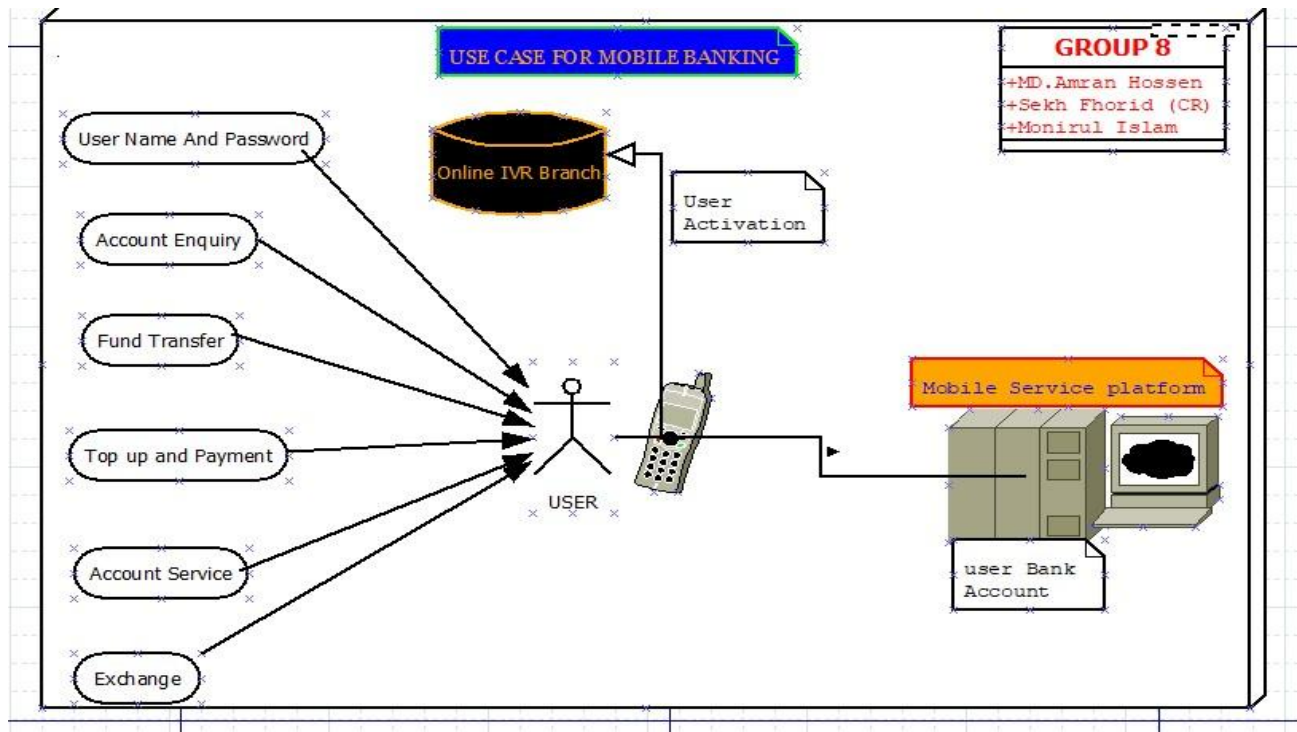 USE CASE FOR MOBILE BANKING
GROUP 8
+MD.Amran Hossen
+Sekh Fhorid (CR)
+Monirul Islam
User Name And Password
Online IVR Branch
User
Activation
Account Enquiry
Fund Transfer
Mobile Service platform
Top up and Payment
USER
user Bank
Account
Account Service
Exchange